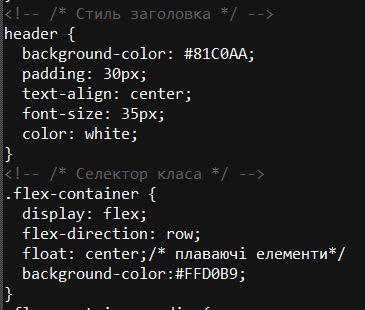 <!-- /* Стиль заголовка */ -->
header {
  background-color: #81C0AA;
  padding: 30px;
  text-align: center;
  font-size: 35px;
  color: white;
}
<!-- /* Селектор класа */ -->
.flex-container {
  display: flex;
  flex-direction: row;
  float: center;/* плаваючі елементи*/
  background-color:#FFD0B9;
}